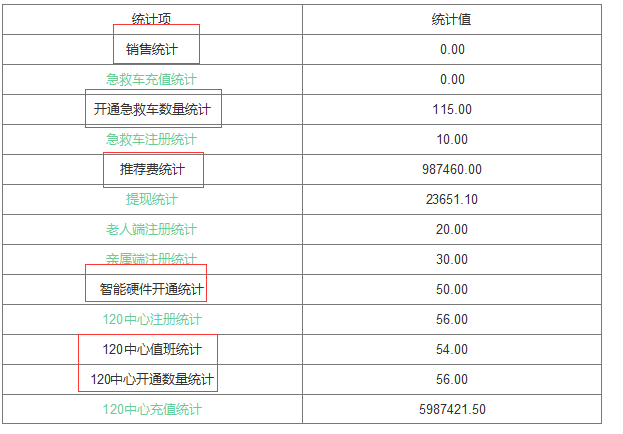 统计项 统计值
销售统计 0.00
急救车充值统计 0.00
开通急救车数量统计 115.00
急救车注册统计 10.00
推荐费统计 987460.00
提现统计 23651.10
老人端注册统计 20.00
亲属端注册统计 30.00
智能硬件开通统计 50.00
120中心注册统计 56.00
120中心值班统计 54.00
120中心开通数量统计 56.00
120中心充值统计 5987421.50